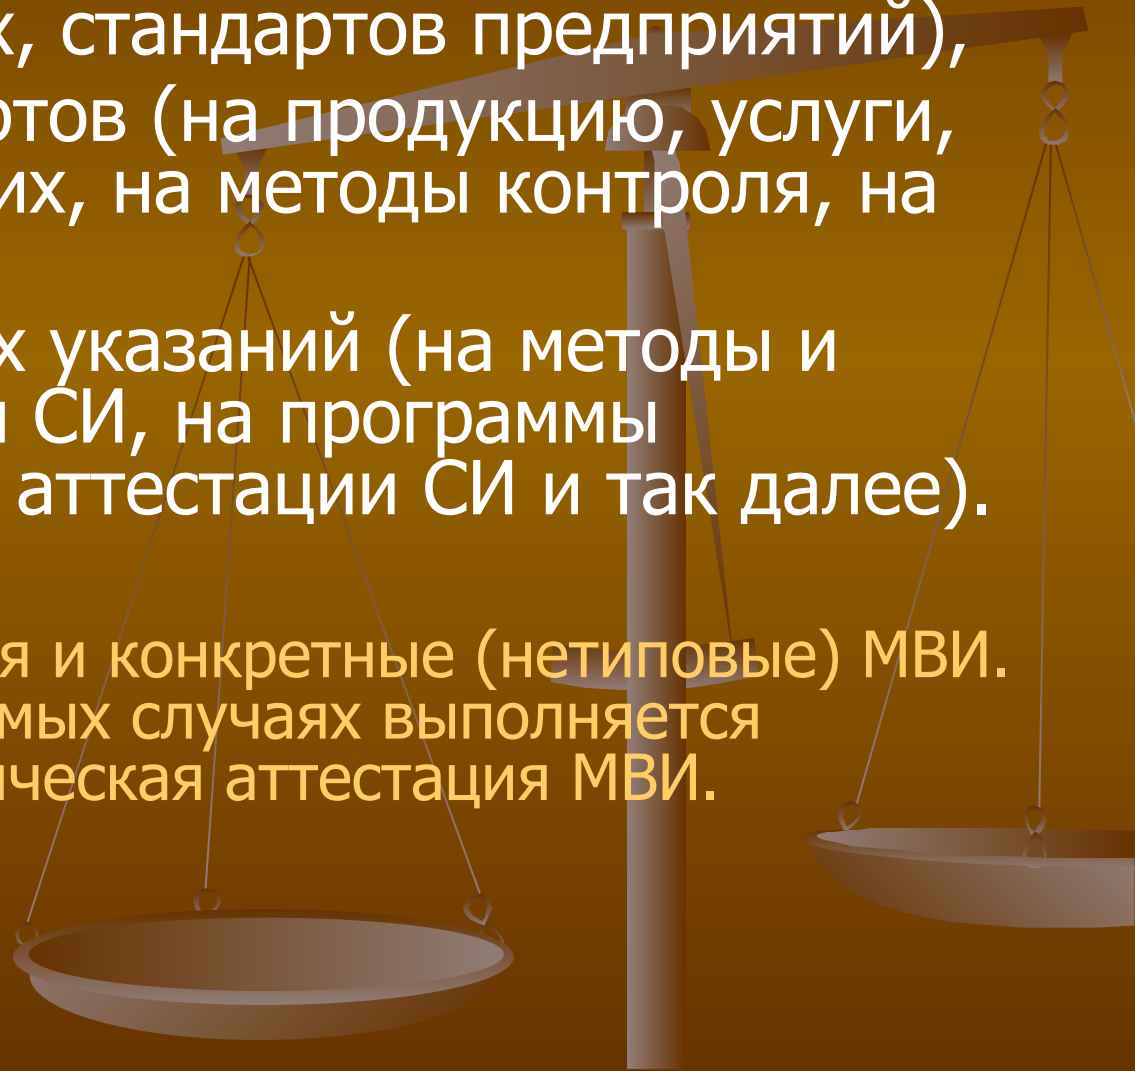 х, стандартов предприятий),
ртов (на продукцию, услуги,
их, на методы контроля, на
х указаний (на методы и
и СИ, на программы
аттестации СИ и так далее).
я и конкретные (нетиповые) МВИ.
мых случаях выполняется
ическая аттестация МВИ.